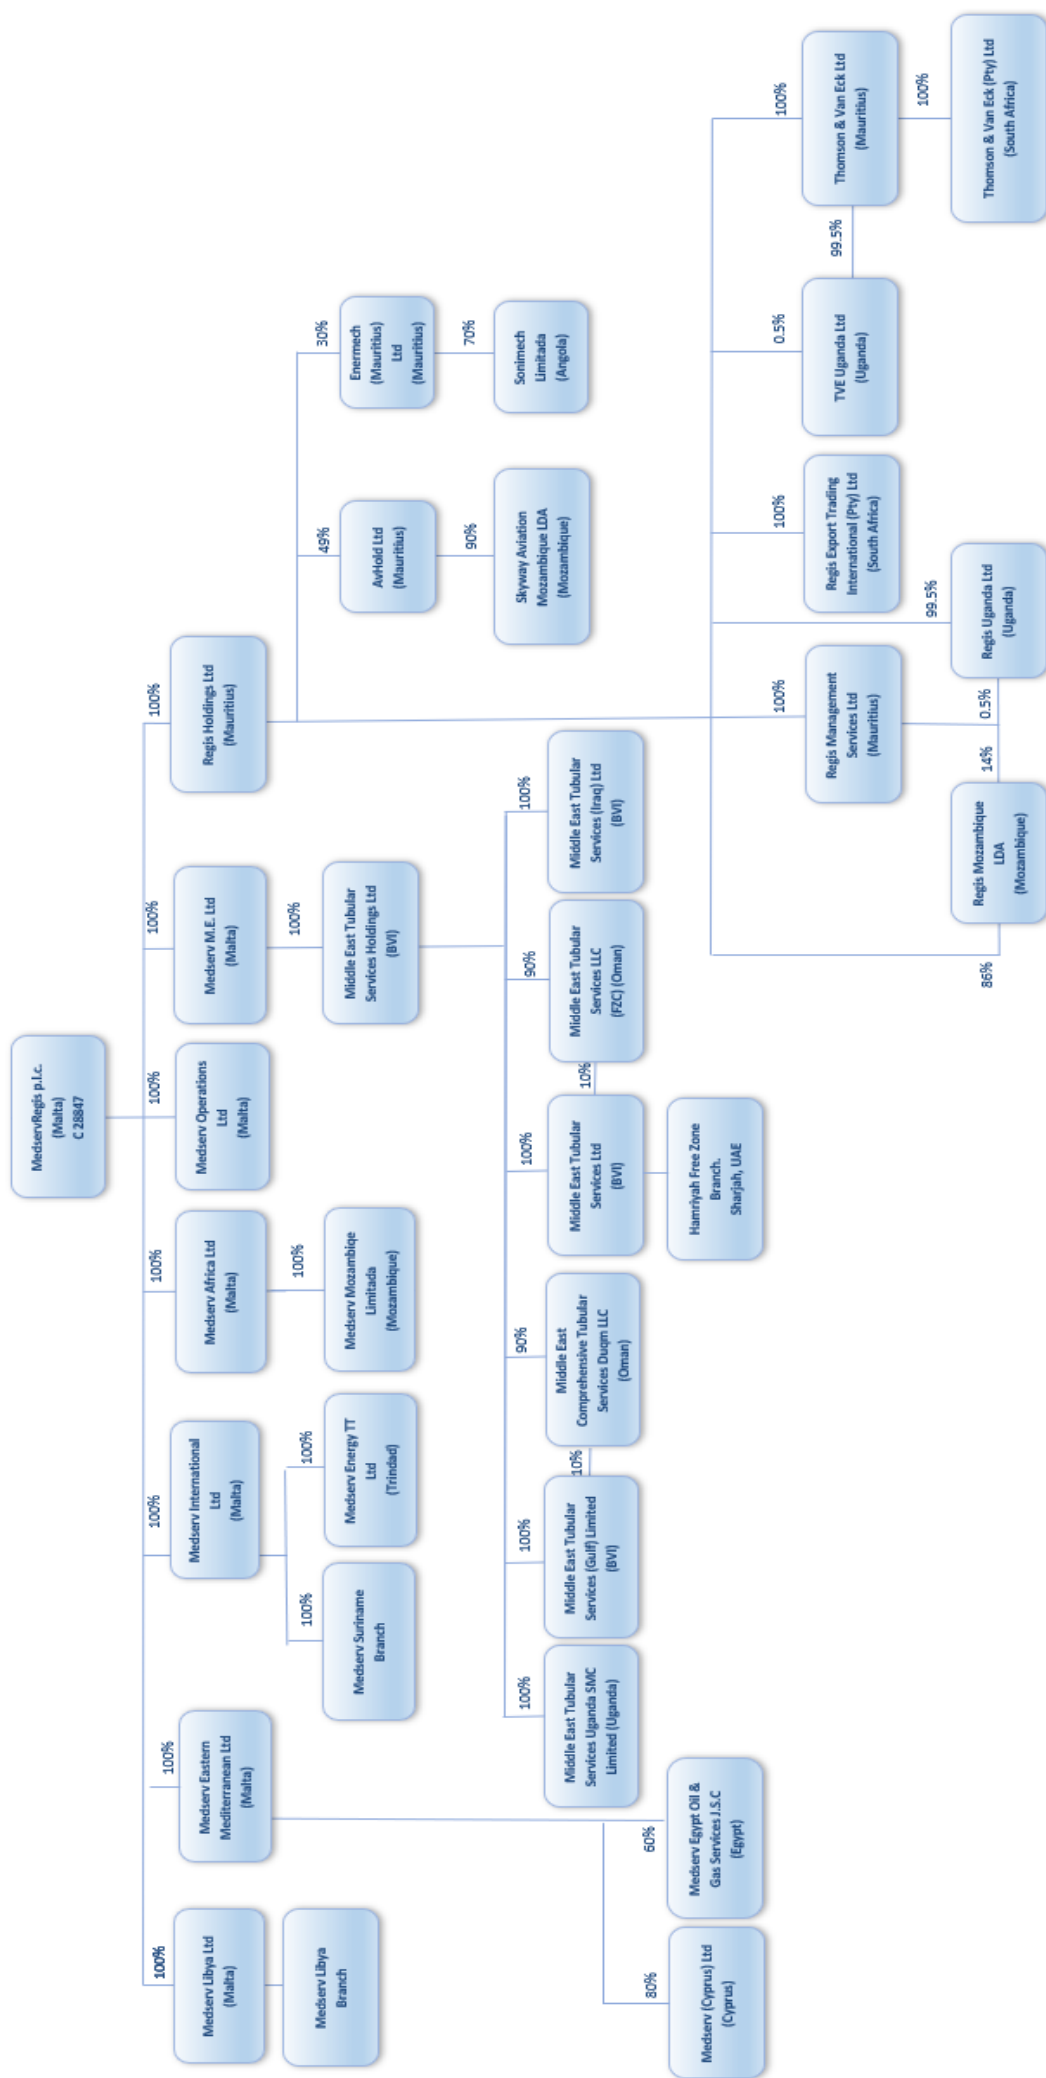 MedservRegis p.l.c.
(Malta)
C 28847
100%
Medserv Libya Ltd
(Malta)
Medserv Libya
Branch
100%
Medserv Eastern
Mediterranean Ltd
(Malta)
80%
Medserv (Cyprus) Ltd
(Cyprus)
60%
Medserv Egypt Oil &
Gas Services J.S.C
(Egypt)
100%
Medserv International
Ltd
(Malta)
100%
Medserv Suriname
Branch
100%
Medserv Energy TT
Ltd
(Trindad)
100%
Medserv Africa Ltd
(Malta)
100%
Medserv Mozambiqe
Limitada
(Mozambique)
100%
Medserv Operations
Ltd
(Malta)
100%
Medserv M.E. Ltd
(Malta)
100%
Middle East Tubular
Services Holdings Ltd
(BVI)
100%
Middle East Tubular
Services Uganda SMC
Limited (Uganda)
100%
Middle East Tubular
Services (Gulf) Limited
(BVI)
10%
90%
Middle East
Comprehensive Tubular
Services Duqm LLC
(Oman)
100%
Middle East Tubular
Services Ltd
(BVI)
Hamriyah Free Zone
Branch.
Sharjah, UAE
10%
90%
Middle East Tubular
Services LLC
(FZC) (Oman)
100%
Middle East Tubular
Services (Iraq) Ltd
(BVI)
100%
Regis Holdings Ltd
(Mauritius)
49%
AvHold Ltd
(Mauritius)
90%
Skyway Aviation
Mozambique LDA
(Mozambique)
30%
Enermech
(Mauritius)
Ltd
(Mauritius)
70%
Sonimech
Limitada
(Angola)
86%
Regis Mozambique
LDA
(Mozambique)
14%
100%
Regis Management
Services Ltd
(Mauritius)
0.5%
99.5%
Regis Uganda Ltd
(Uganda)
100%
Regis Export Trading
International (Pty) Ltd
(South Africa)
0.5%
TVE Uganda Ltd
(Uganda)
99.5%
100%
Thomson & Van Eck Ltd
(Mauritius)
100%
Thomson & Van Eck (Pty) Ltd
(South Africa)